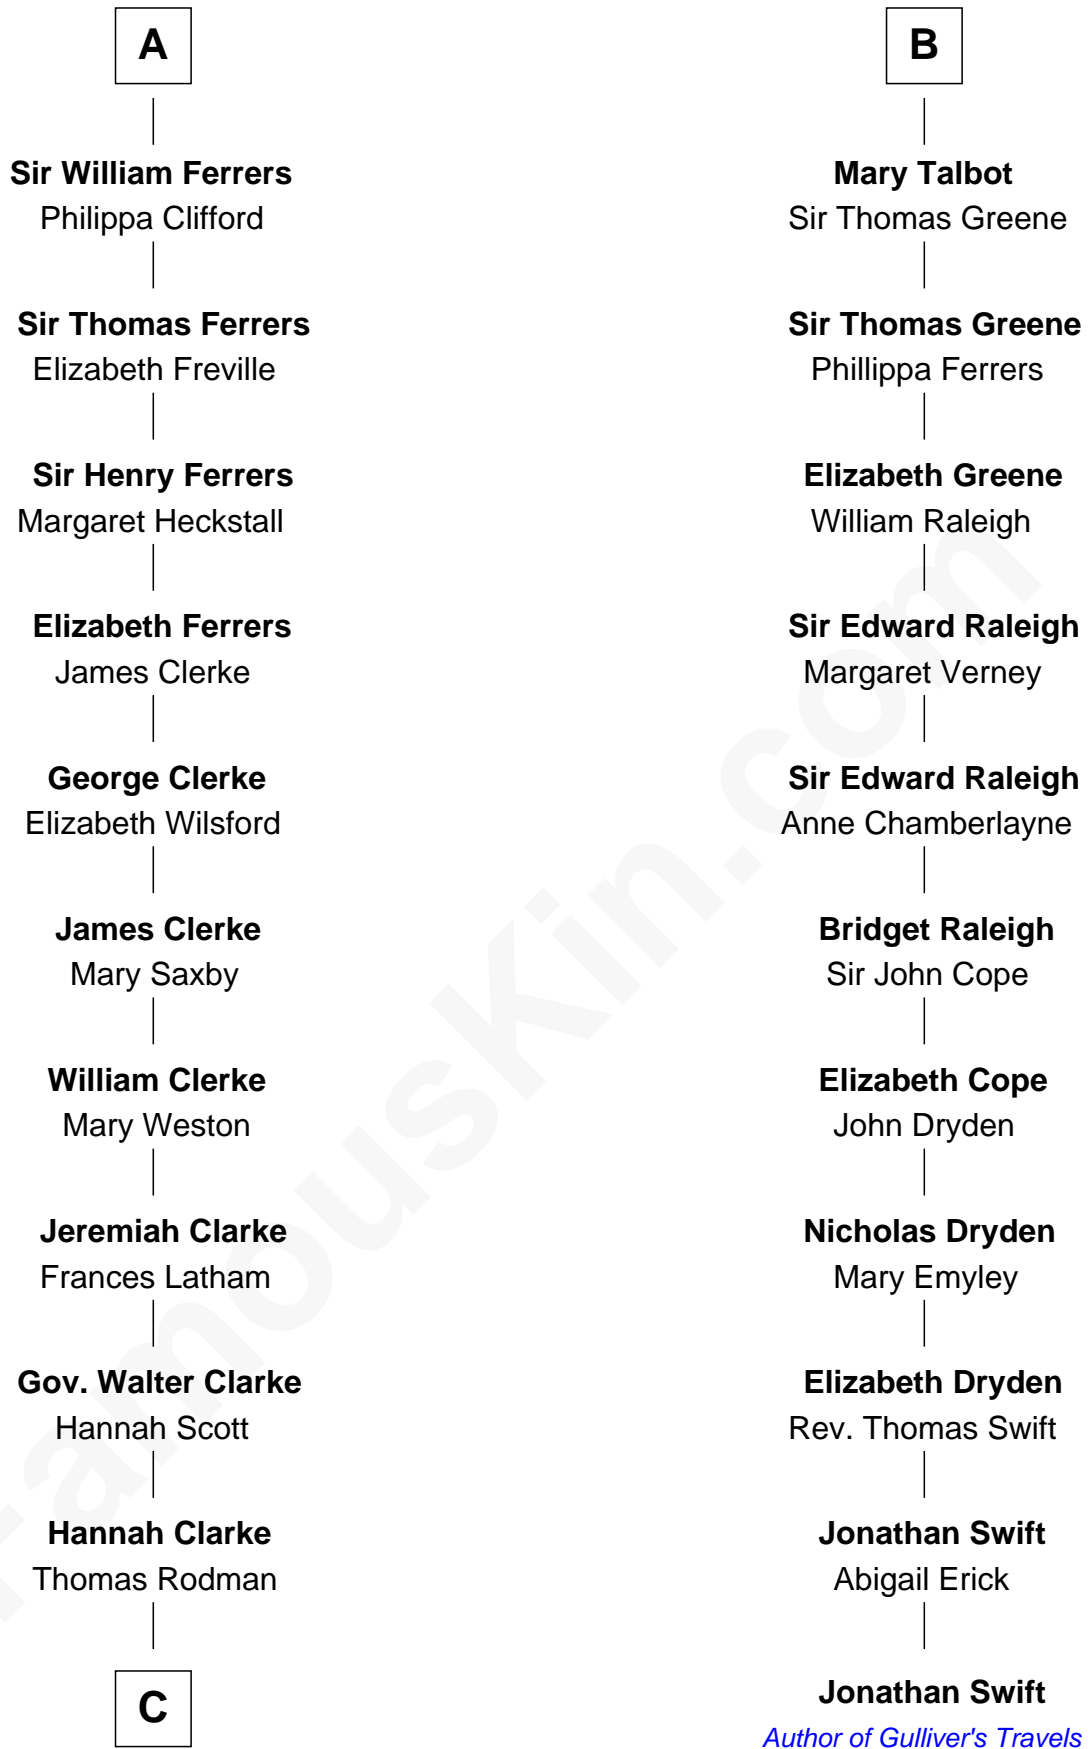 A
Sir William Ferrers
Philippa Clifford
Sir Thomas Ferrers
Elizabeth Freville
Sir Henry Ferrers
Margaret Heckstall
Elizabeth Ferrers
James Clerke
George Clerke
Elizabeth Wilsford
James Clerke
Mary Saxby
William Clerke
Mary Weston
Jeremiah Clarke
Frances Latham
Gov. Walter Clarke
Hannah Scott
Hannah Clarke
Thomas Rodman
C
B
Mary Talbot
Sir Thomas Greene
Sir Thomas Greene
Phillippa Ferrers
Elizabeth Greene
William Raleigh
Sir Edward Raleigh
Margaret Verney
Sir Edward Raleigh
Anne Chamberlayne
Bridget Raleigh
Sir John Cope
Elizabeth Cope
John Dryden
Nicholas Dryden
Mary Emyley
Elizabeth Dryden
Rev. Thomas Swift
Jonathan Swift
Abigail Erick
Jonathan Swift
Author of Gulliver's Travels
FamousKin.com